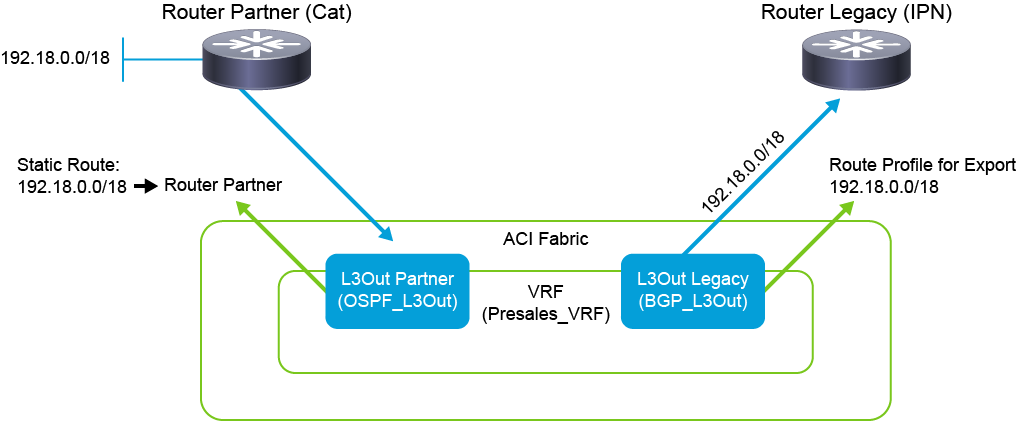 Router Partner (Cat)
Router Legacy (IPN)
192.18.0.0/18
Static Route:
192.18.0.0/18 → Router Partner
192.18.0.0/18
Route Profile for Export
192.18.0.0/18
ACI Fabric
L3Out Partner
(OSPF_L3Out)
VRF
(Presales_VRF)
L3Out Legacy
(BGP_L3Out)